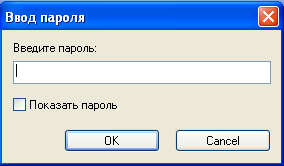 Ввод пароля
Введите пароль:
Показать пароль
OK Cancel